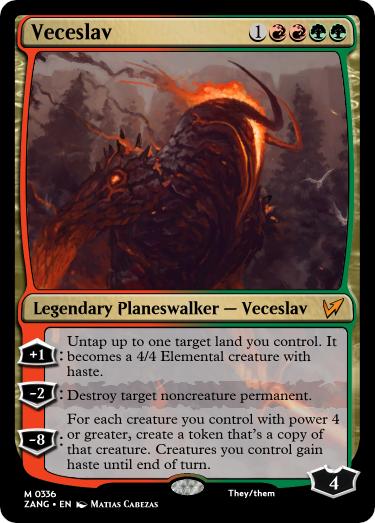 Veceslav 1
Legendary Planeswalker — Veceslav
+1: Untap up to one target land you control. It
becomes a 4/4 Elemental creature with
haste.
-2: Destroy target noncreature permanent.
For each creature you control with power 4
or greater, create a token that's a copy of
-8: that creature. Creatures you control gain
haste until end of turn.
4
M 0336
ZANG • EN Matias Cabezas They/them